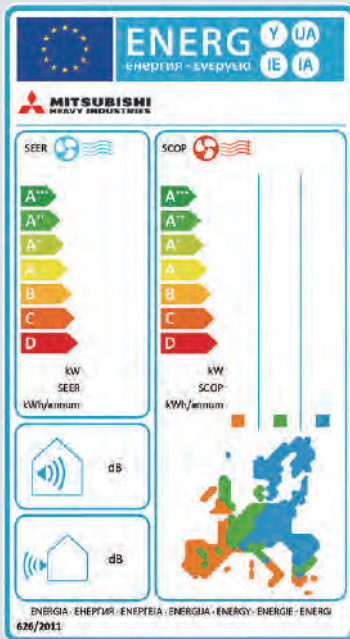 ENERG Y IJA
енергия · ενεργεια IE IA
MITSUBISHI
HEAVY INDUSTRIES
SEER
A+++
A++
A+
A
B
C
D
kW
SEER
kWh/annum
SCOP
A+++
A++
A+
A
B
C
D
kW
SCOP
kWh/annum
dB
dB
ENERGIA · ЕНЕРГИЯ · ΕΝΕΡΓΕΙΑ · ENERGIJA · ENERGY · ENERGIE · ENERGI
626/2011